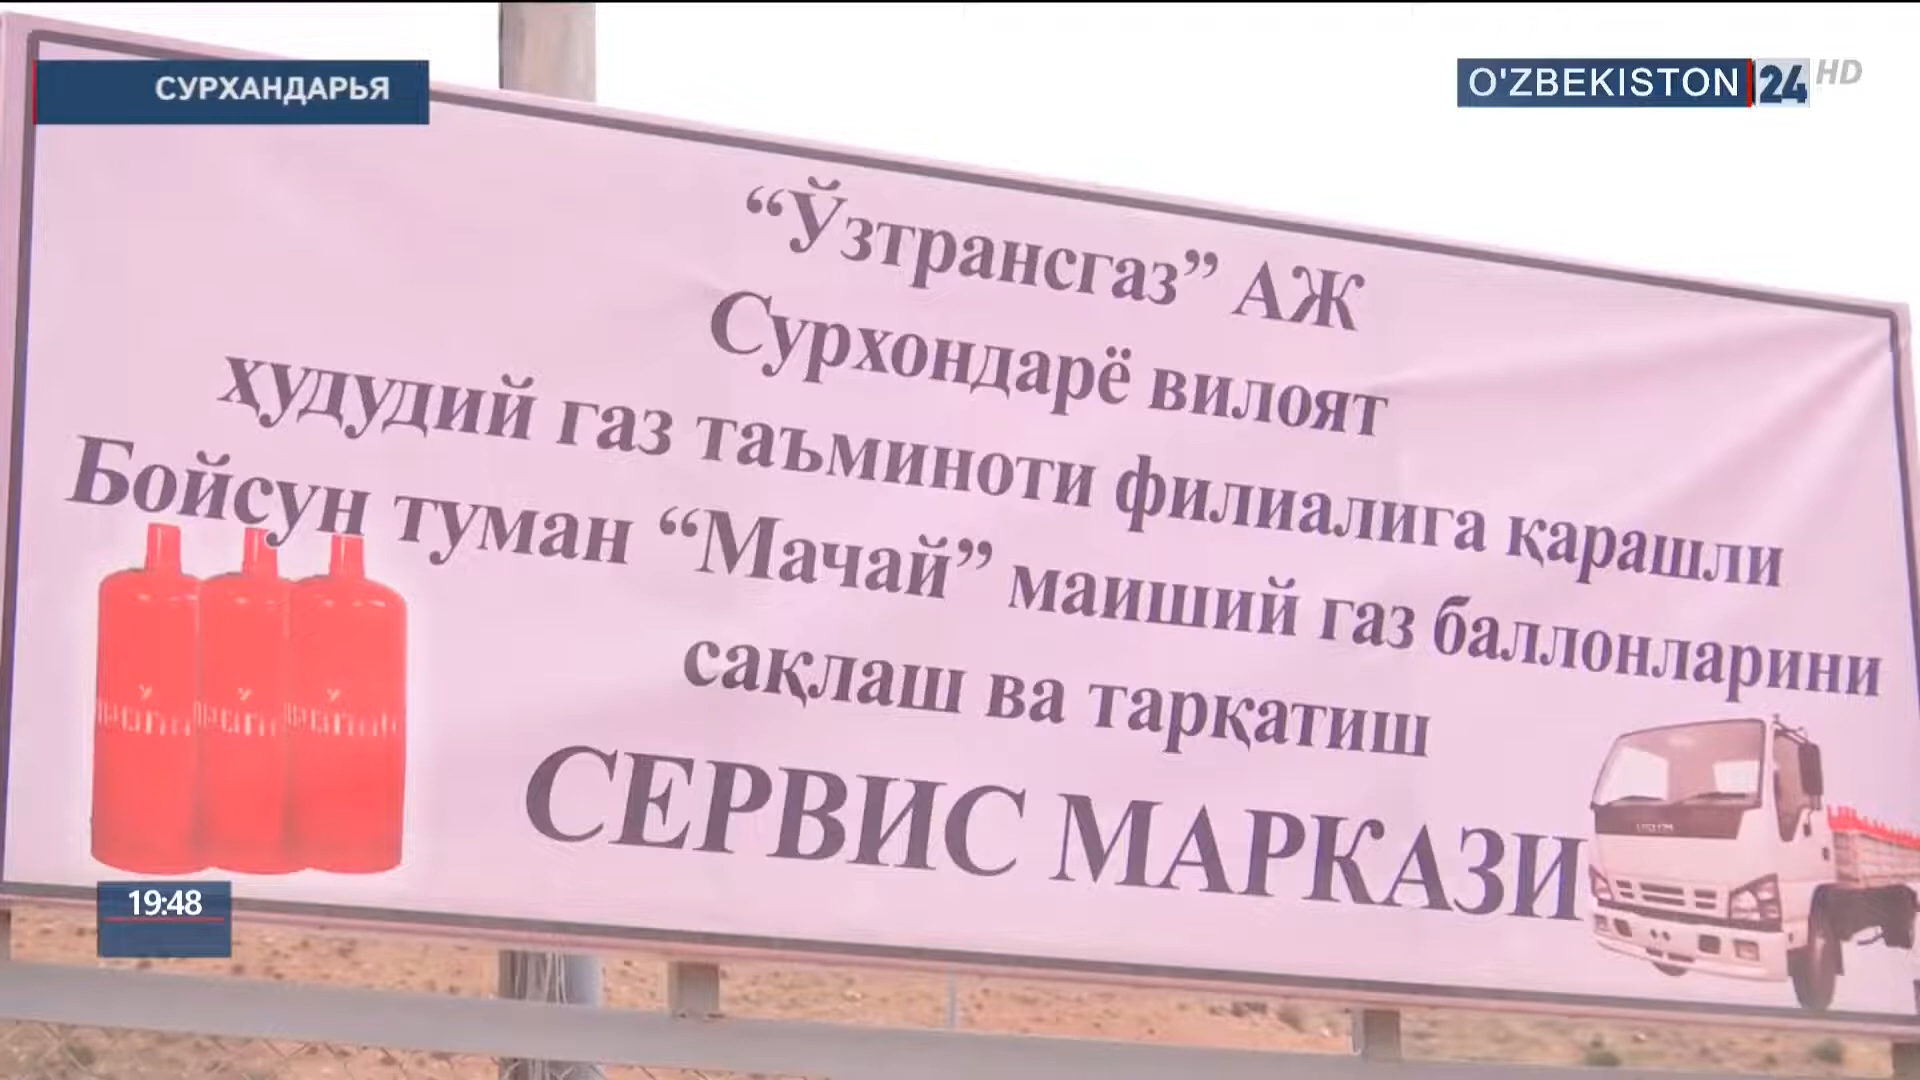 СУРХАНДАРЬЯ
O'ZBEKISTON 24 HD
“Ўзтрансгаз” АЖ
Сурхондарё вилоят
ҳудудий газ таъминоти филиалига қарашли
Бойсун туман “Мачай” маиший газ баллонларини
сақлаш ва тарқатиш
СЕРВИС МАРКАЗИ
19:48